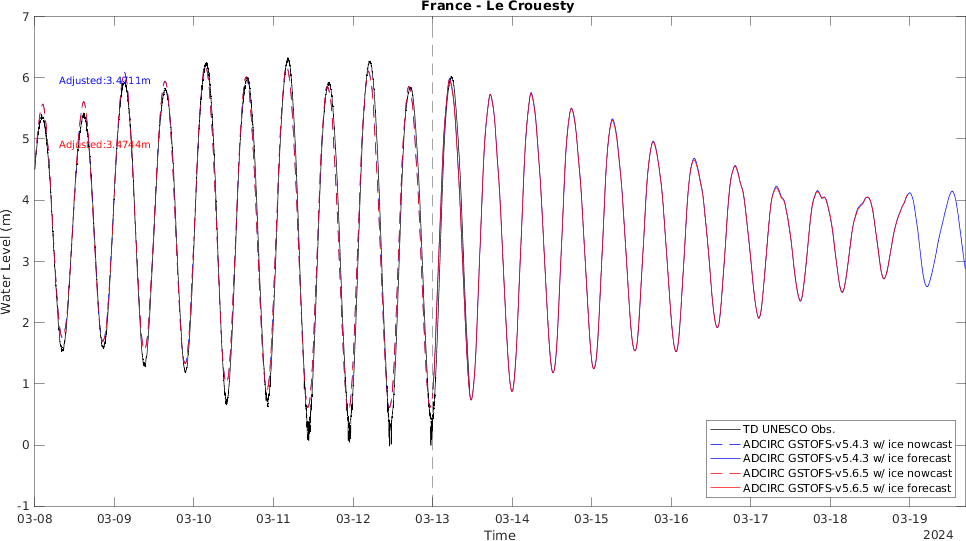 France - Le Crouesty
7
6
5
4
3
2
1
0
-1
Water Level (m)
Adjusted:3.4911m
Adjusted:3.4744m
TD UNESCO Obs.
ADCIRC GSTOFS-v5.4.3 w/ ice nowcast
ADCIRC GSTOFS-v5.4.3 w/ ice forecast
ADCIRC GSTOFS-v5.6.5 w/ ice nowcast
ADCIRC GSTOFS-v5.6.5 w/ ice forecast
03-08 03-09 03-10 03-11 03-12 03-13 03-14 03-15 03-16 03-17 03-18 03-19
Time
2024